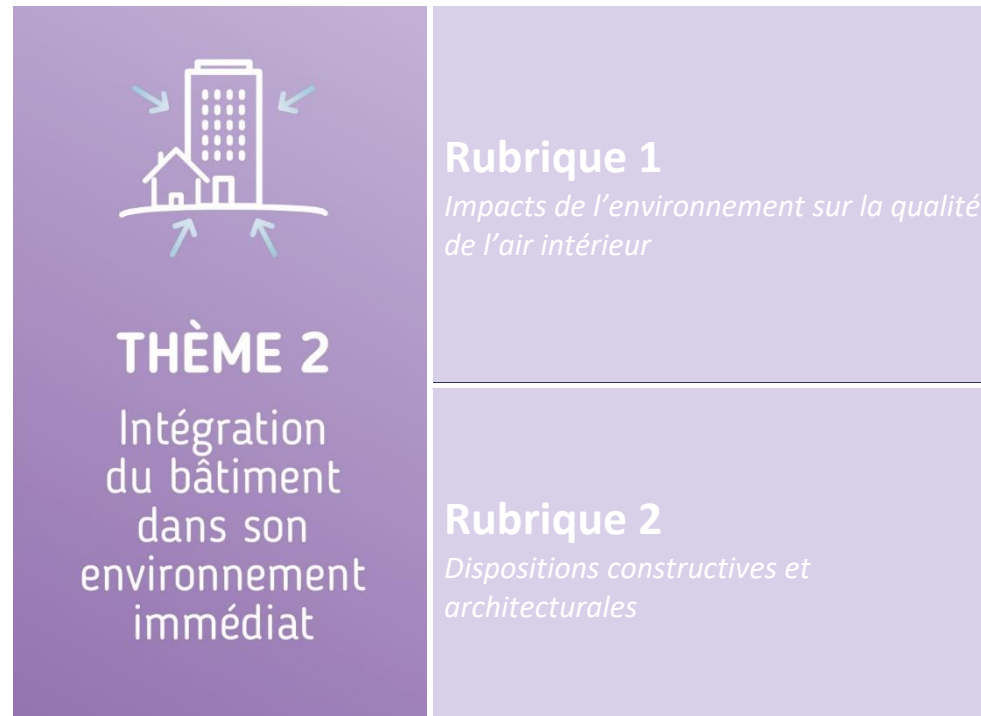 THÈME 2
Intégration
du bâtiment
dans son
environnement
immédiat
Rubrique 1
Impacts de l’environnement sur la qualité
de l’air intérieur
Rubrique 2
Dispositions constructives et
architecturales